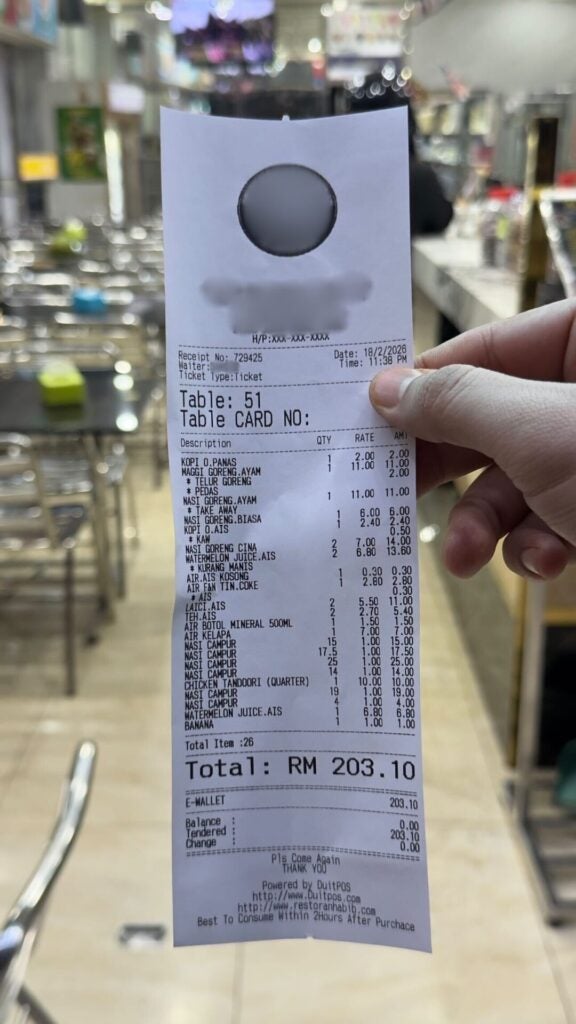 H/P:XXX-XXX-XXXX
Receipt No: 729425 Date: 18/2/2026
Waiter: Time: 11:38 PM
Ticket Type:Ticket
Table: 51
Table CARD NO:
Description QTY RATE AMT
KOPI O.PANAS 1 2.00 2.00
MAGGI GORENG.AYAM 1 11.00 11.00
* TELUR GORENG 2.00
* PEDAS
NASI GORENG.AYAM 1 11.00 11.00
* TAKE AWAY
NASI GORENG.BIASA 1 6.00 6.00
KOPI O.AIS 1 2.40 2.40
* KAW 0.50
NASI GORENG CINA 2 7.00 14.00
WATERMELON JUICE.AIS 2 6.80 13.60
* KURANG MANIS
AIR.AIS KOSONG 1 0.30 0.30
AIR FAN TIN.COKE 1 2.80 2.80
* AIS 0.30
LAICI.AIS 2 5.50 11.00
TEH.AIS 2 2.70 5.40
AIR BOTOL MINERAL 500ML 1 1.50 1.50
AIR KELAPA 1 7.00 7.00
NASI CAMPUR 15 1.00 15.00
NASI CAMPUR 17.5 1.00 17.50
NASI CAMPUR 25 1.00 25.00
NASI CAMPUR 14 1.00 14.00
CHICKEN TANDOORI (QUARTER) 1 10.00 10.00
NASI CAMPUR 19 1.00 19.00
NASI CAMPUR 4 1.00 4.00
WATERMELON JUICE.AIS 1 6.80 6.80
BANANA 1 1.00 1.00
Total Item :26
Total: RM 203.10
E-WALLET 203.10
Balance : 0.00
Tendered : 203.10
Change : 0.00
Pls Come Again
THANK YOU
Powered by DuitPOS
http://www.Duitpos.com
http://www.restoranhabib.com
Best To Consume Within 2Hours After Purchace